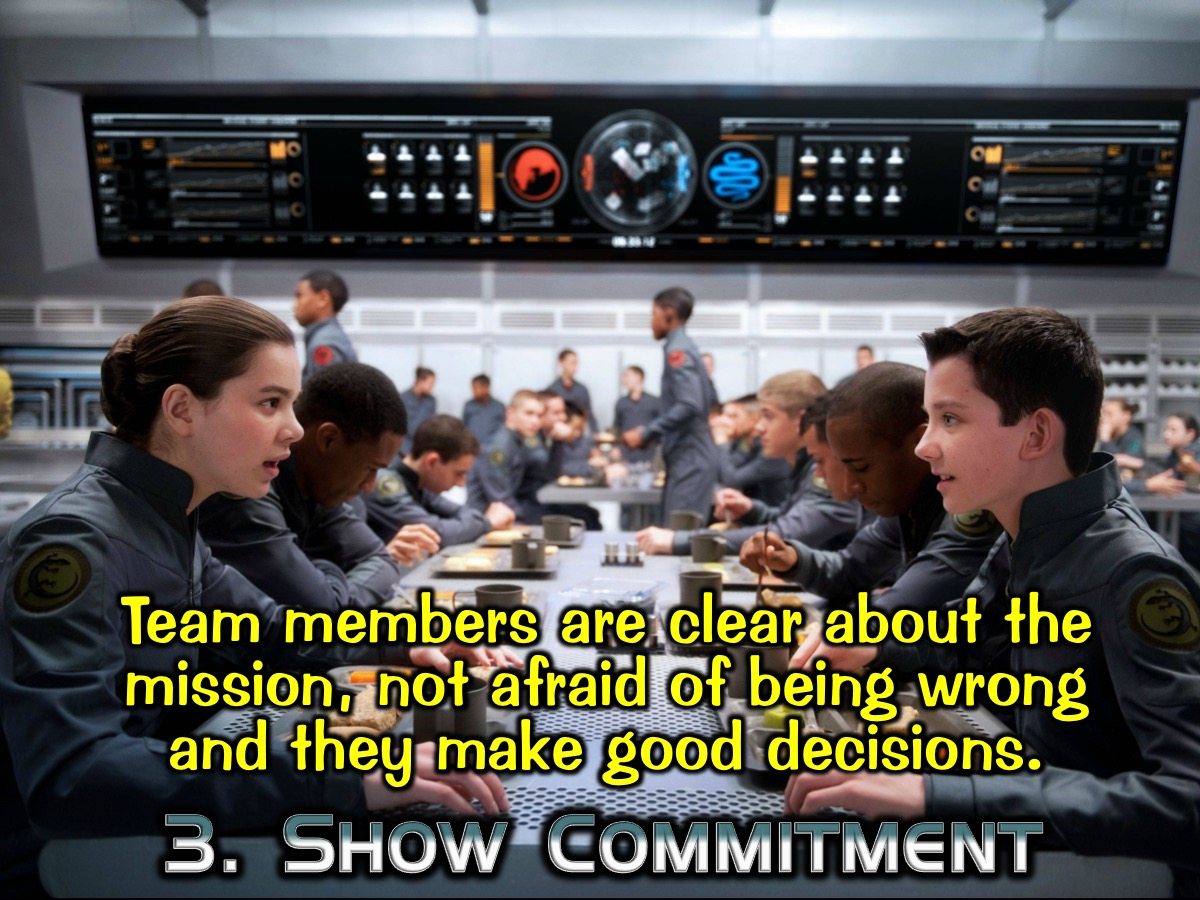 Team members are clear about the
mission, not afraid of being wrong
and they make good decisions.
3. Show Commitment